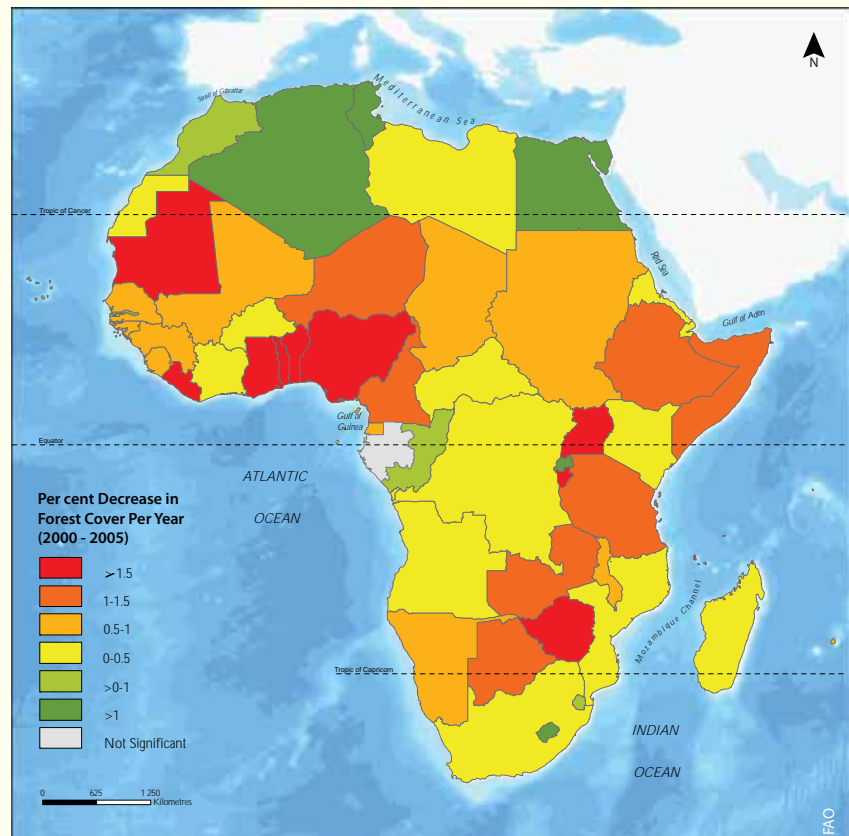 N
Strait of Gibraltar
Mediterranean Sea
Tropic of Cancer
Red Sea
Gulf of Aden
Gulf of
Guinea
Equator
ATLANTIC
OCEAN
Per cent Decrease in
Forest Cover Per Year
(2000 - 2005)
>1.5
1-1.5
0.5-1
0-0.5
>0-1
>1
Not Significant
Mozambique Channel
Tropic of Capricorn
INDIAN
OCEAN
0 625 1 250
Kilometres
FAO